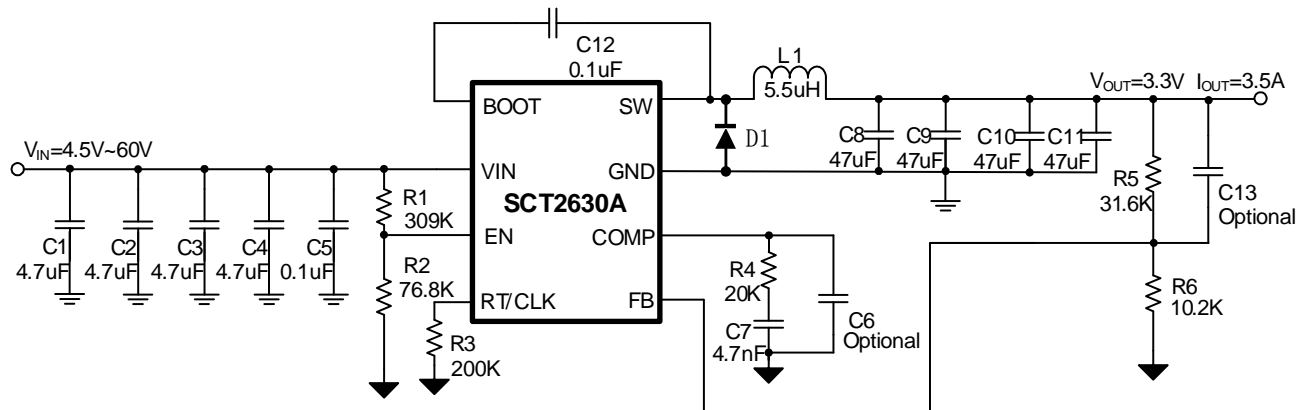 C12
0.1uF
L1
5.5uH
BOOT
SW
VOUT=3.3V IOUT=3.5A
D1
C8
47uF
C9
47uF
C10
47uF
C11
47uF
VIN=4.5V~60V
VIN
GND
SCT2630A
R1
309K
R5
31.6K
C13
Optional
EN
COMP
C1
4.7uF
C2
4.7uF
C3
4.7uF
C4
4.7uF
C5
0.1uF
R2
76.8K
R4
20K
RT/CLK
FB
R6
10.2K
R3
200K
C7
4.7nF
C6
Optional